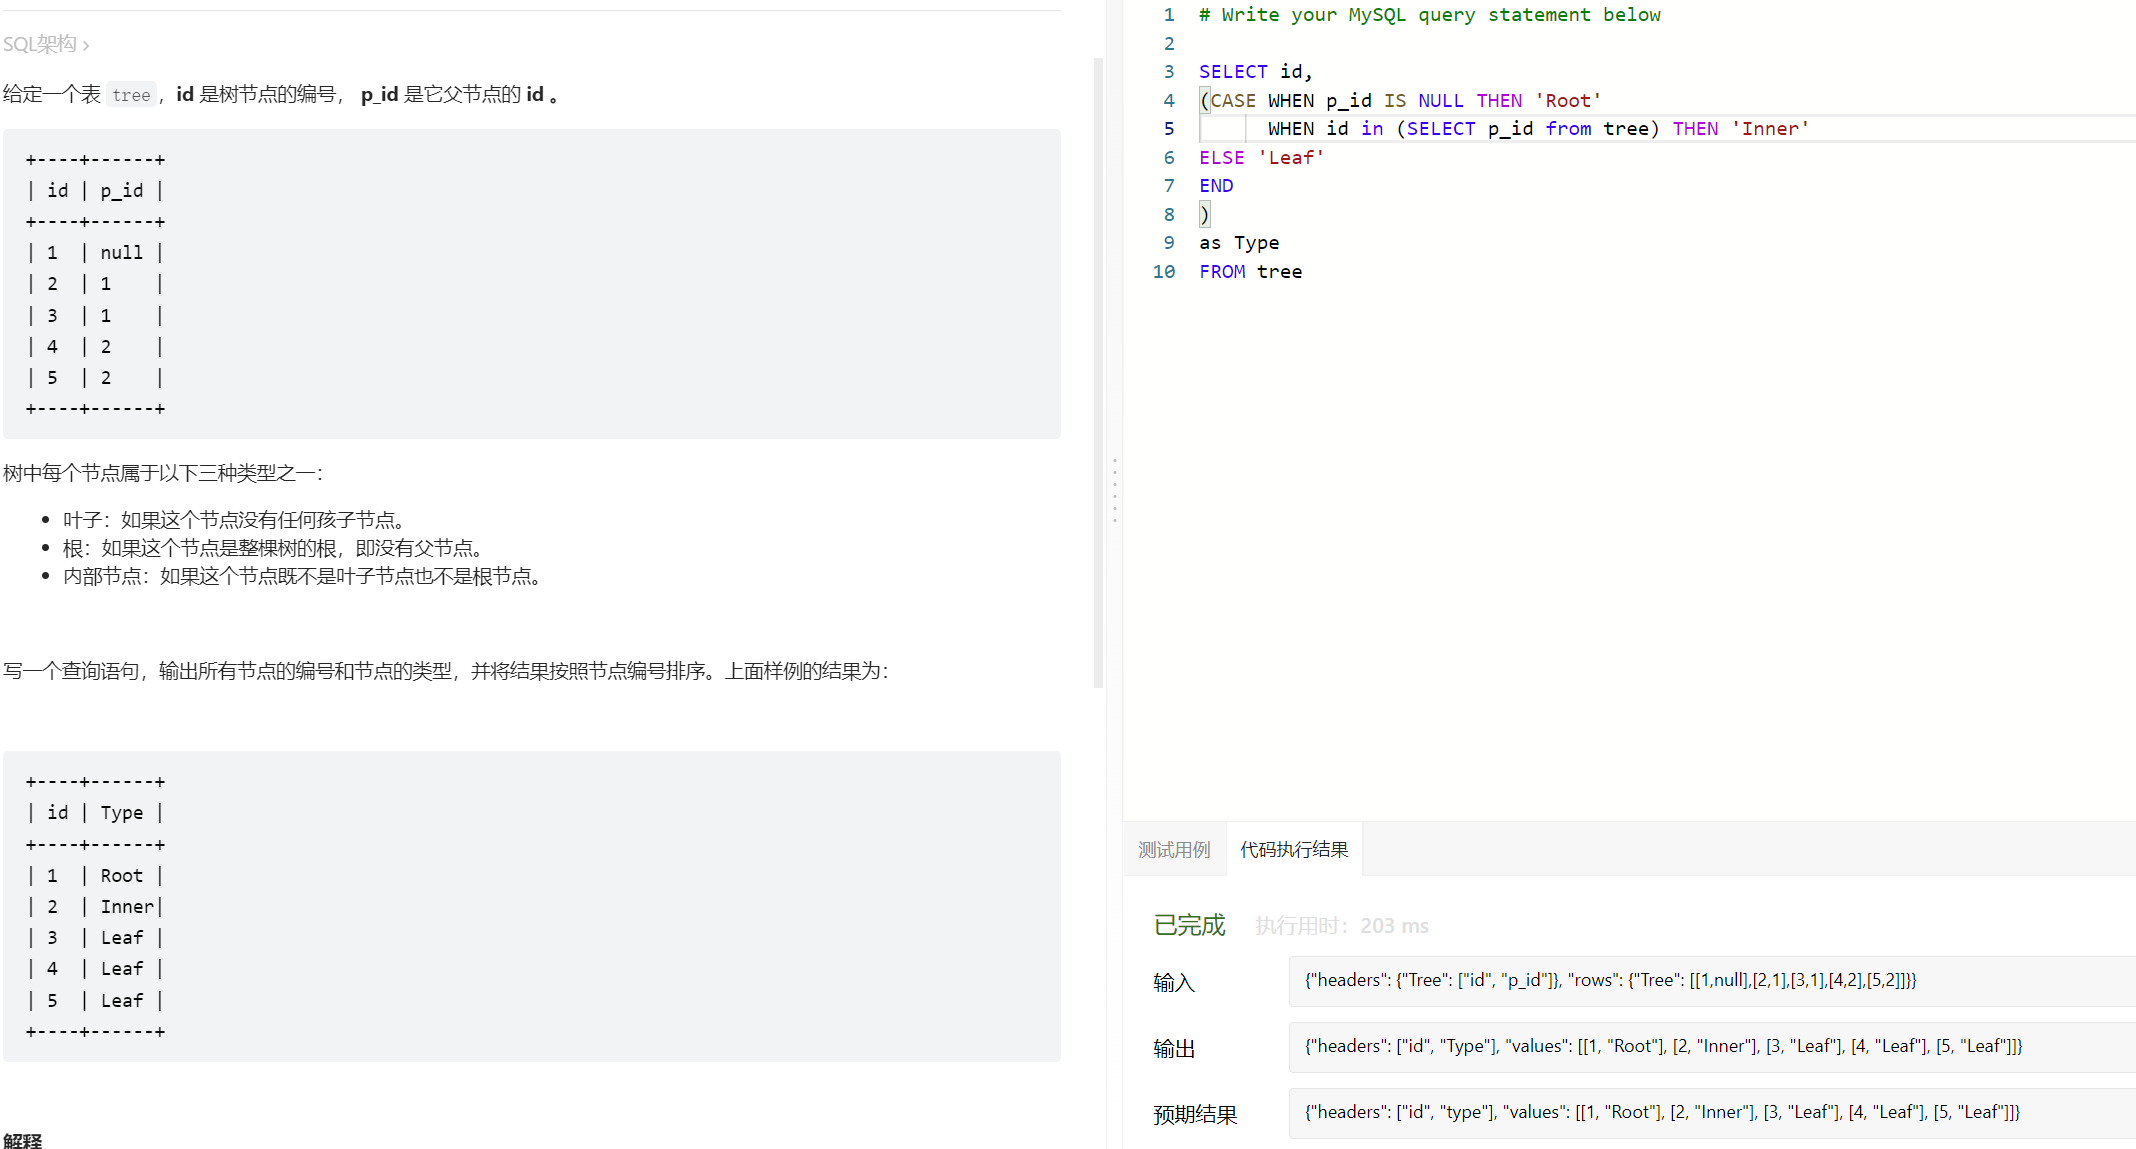 SQL架构 ›
给定一个表 tree，id 是树节点的编号， p_id 是它父节点的 id 。
+----+------+
| id | p_id |
+----+------+
| 1  | null |
| 2  | 1    |
| 3  | 1    |
| 4  | 2    |
| 5  | 2    |
+----+------+
树中每个节点属于以下三种类型之一：
• 叶子：如果这个节点没有任何孩子节点。
• 根：如果这个节点是整棵树的根，即没有父节点。
• 内部节点：如果这个节点既不是叶子节点也不是根节点。
写一个查询语句，输出所有节点的编号和节点的类型，并将结果按照节点编号排序。上面样例的结果为：
+----+------+
| id | Type |
+----+------+
| 1  | Root |
| 2  | Inner|
| 3  | Leaf |
| 4  | Leaf |
| 5  | Leaf |
+----+------+
解释
1 # Write your MySQL query statement below
2
3 SELECT id,
4 (CASE WHEN p_id IS NULL THEN 'Root'
5       WHEN id in (SELECT p_id from tree) THEN 'Inner'
6 ELSE 'Leaf'
7 END
8 )
9 as Type
10 FROM tree
测试用例 代码执行结果
已完成 执行用时：203 ms
输入 {"headers": {"Tree": ["id", "p_id"]}, "rows": {"Tree": [[1,null],[2,1],[3,1],[4,2],[5,2]]}}
输出 {"headers": ["id", "Type"], "values": [[1, "Root"], [2, "Inner"], [3, "Leaf"], [4, "Leaf"], [5, "Leaf"]]}
预期结果 {"headers": ["id", "type"], "values": [[1, "Root"], [2, "Inner"], [3, "Leaf"], [4, "Leaf"], [5, "Leaf"]]}